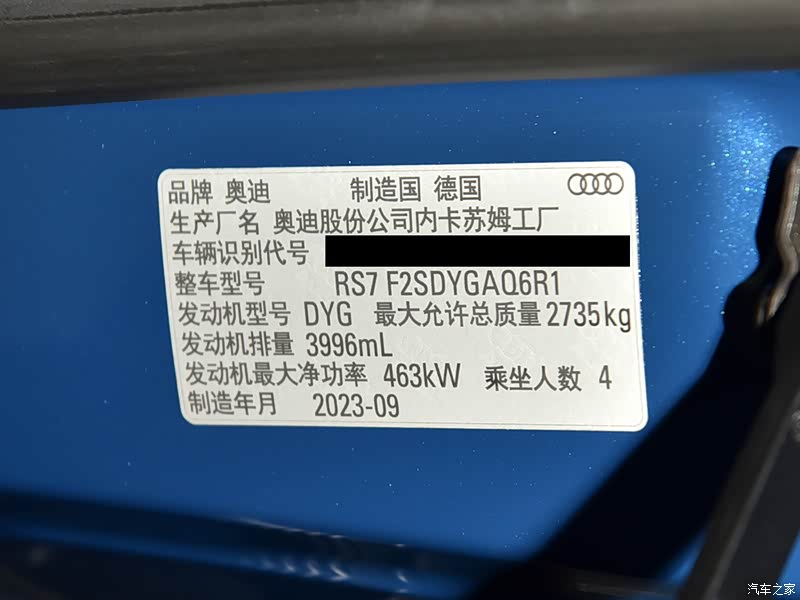 品牌 奥迪 制造国 德国
生产厂名 奥迪股份公司内卡苏姆工厂
车辆识别代号
整车型号 RS7 F2SDYGAQ6R1
发动机型号 DYG 最大允许总质量 2735kg
发动机排量 3996mL
发动机最大净功率 463kW 乘坐人数 4
制造年月 2023-09
汽车之家